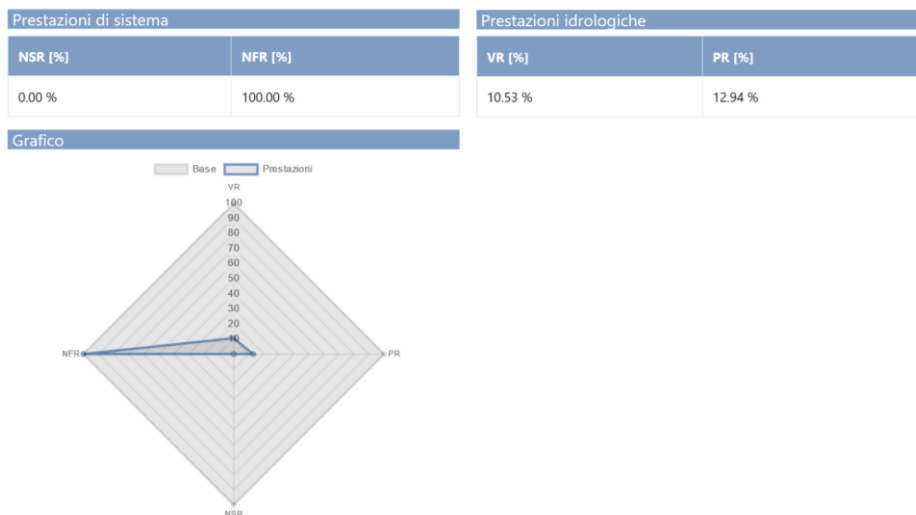 Prestazioni di sistema
NSR [%] NFR [%]
0.00 % 100.00 %
Prestazioni idrologiche
VR [%] PR [%]
10.53 % 12.94 %
Grafico
Base Prestazioni
VR
100
90
80
70
60
50
40
30
20
10
NFR PR
NSR